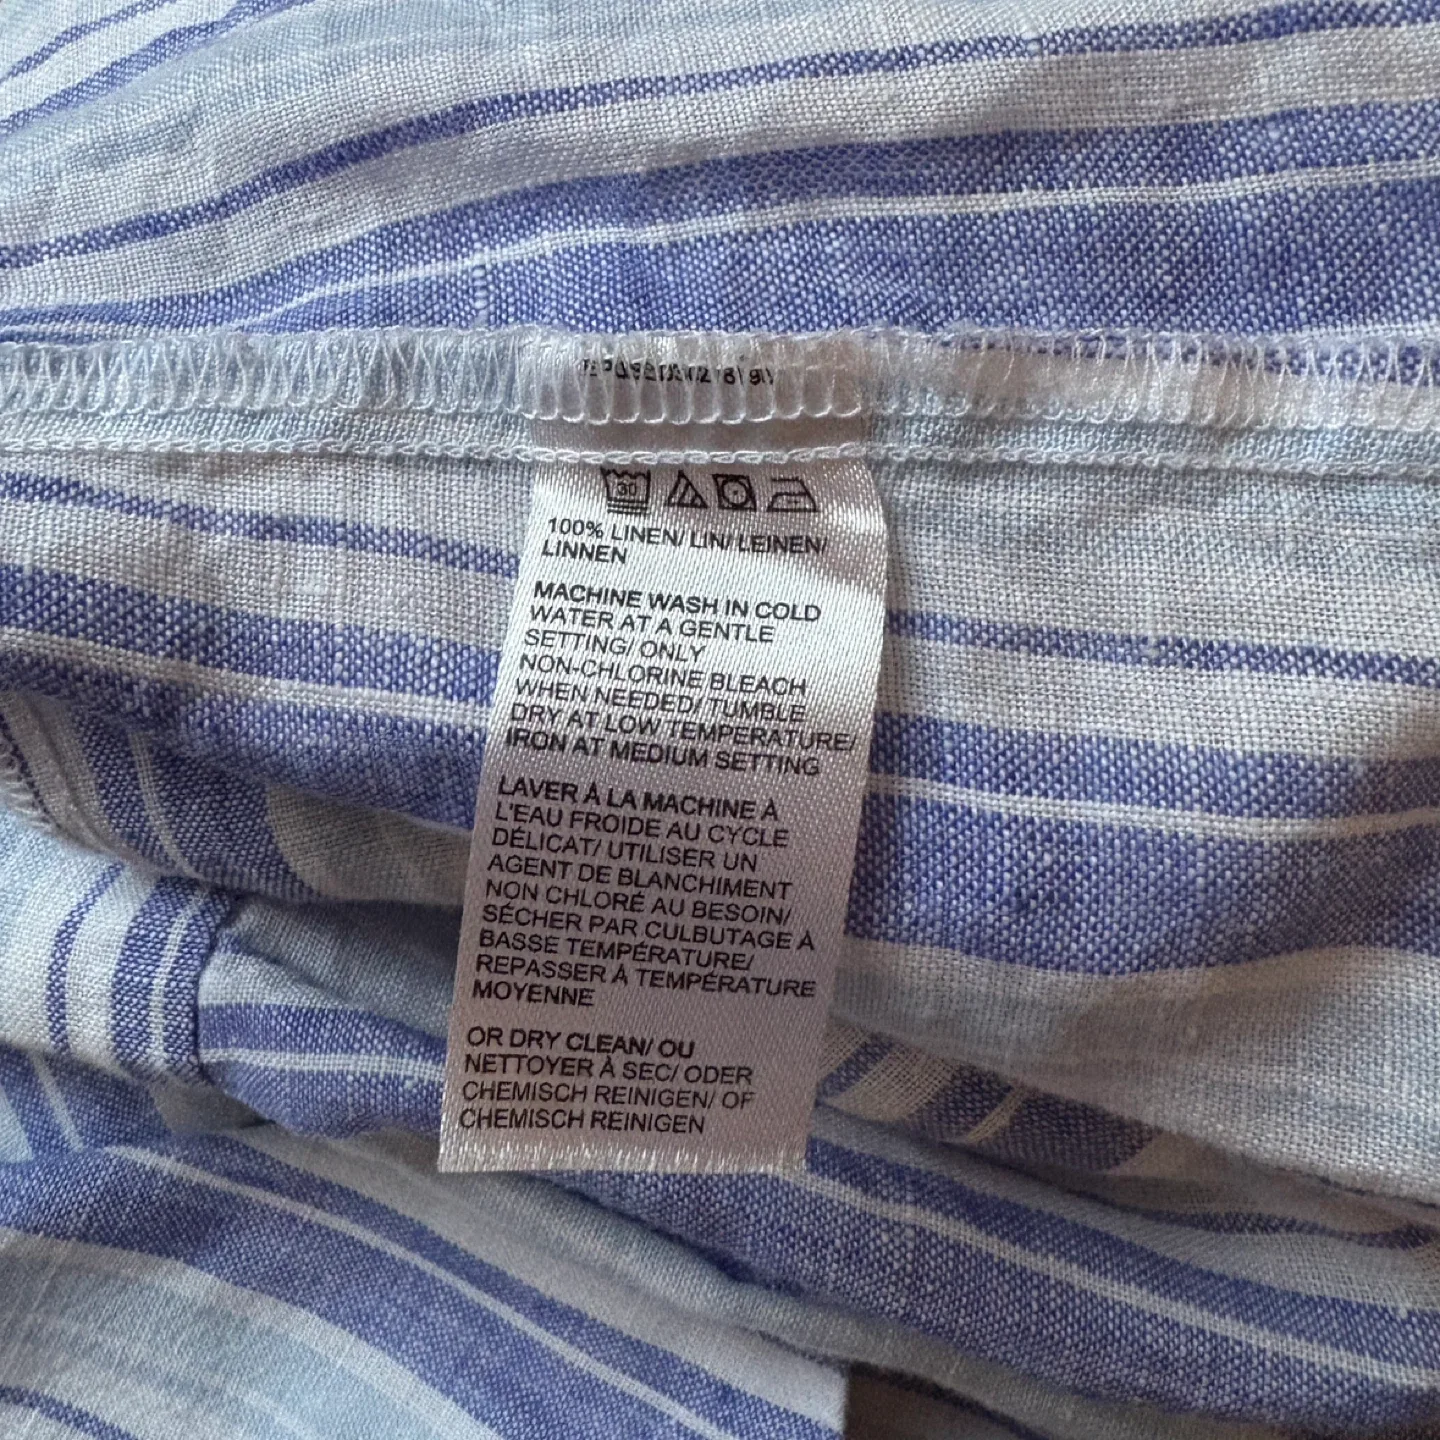 30
100% LINEN/ LIN/ LEINEN/
LINNEN
MACHINE WASH IN COLD
WATER AT A GENTLE
SETTING/ ONLY
NON-CHLORINE BLEACH
WHEN NEEDED/ TUMBLE
DRY AT LOW TEMPERATURE/
IRON AT MEDIUM SETTING
LAVER À LA MACHINE À
L'EAU FROIDE AU CYCLE
DÉLICAT/ UTILISER UN
AGENT DE BLANCHIMENT
NON CHLORÉ AU BESOIN/
SÉCHER PAR CULBUTAGE À
BASSE TEMPÉRATURE/
REPASSER À TEMPÉRATURE
MOYENNE
OR DRY CLEAN/ OU
NETTOYER À SEC/ ODER
CHEMISCH REINIGEN/ OF
CHEMISCH REINIGEN